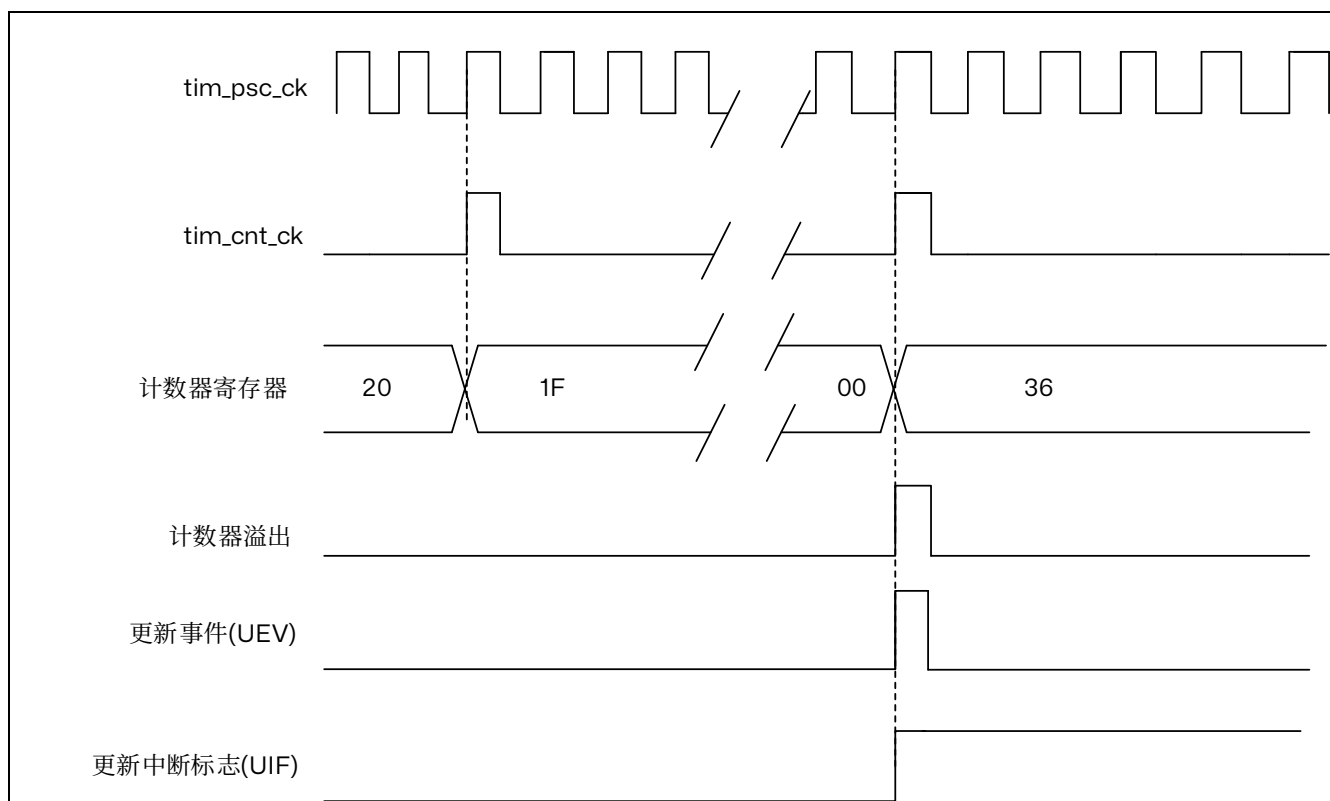 tim_psc_ck
tim_cnt_ck
计数器寄存器 20 1F 00 36
计数器溢出
更新事件(UEV)
更新中断标志(UIF)